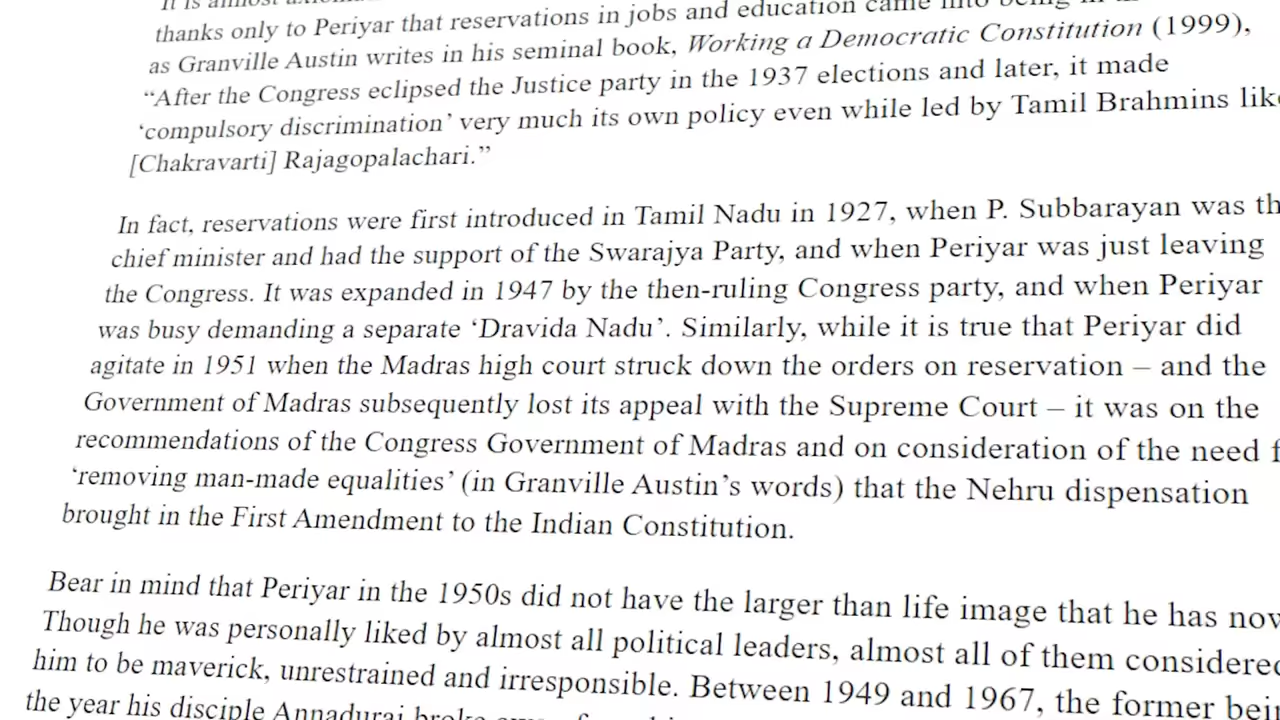 thanks only to Periyar that reservations in jobs and education came into being in
as Granville Austin writes in his seminal book, Working a Democratic Constitution (1999),
“After the Congress eclipsed the Justice party in the 1937 elections and later, it made
‘compulsory discrimination’ very much its own policy even while led by Tamil Brahmins
[Chakravarti] Rajagopalachari.”
In fact, reservations were first introduced in Tamil Nadu in 1927, when P. Subbarayan was
chief minister and had the support of the Swarajya Party, and when Periyar was just leaving
the Congress. It was expanded in 1947 by the then-ruling Congress party, and when Periyar
was busy demanding a separate ‘Dravida Nadu’. Similarly, while it is true that Periyar did
agitate in 1951 when the Madras high court struck down the orders on reservation – and the
Government of Madras subsequently lost its appeal with the Supreme Court – it was on the
recommendations of the Congress Government of Madras and on consideration of the need
‘removing man-made equalities’ (in Granville Austin’s words) that the Nehru dispensation
brought in the First Amendment to the Indian Constitution.
Bear in mind that Periyar in the 1950s did not have the larger than life image that he has
Though he was personally liked by almost all political leaders, almost all of them considered
him to be maverick, unrestrained and irresponsible. Between 1949 and 1967, the former
the year his disciple Annadurai broke